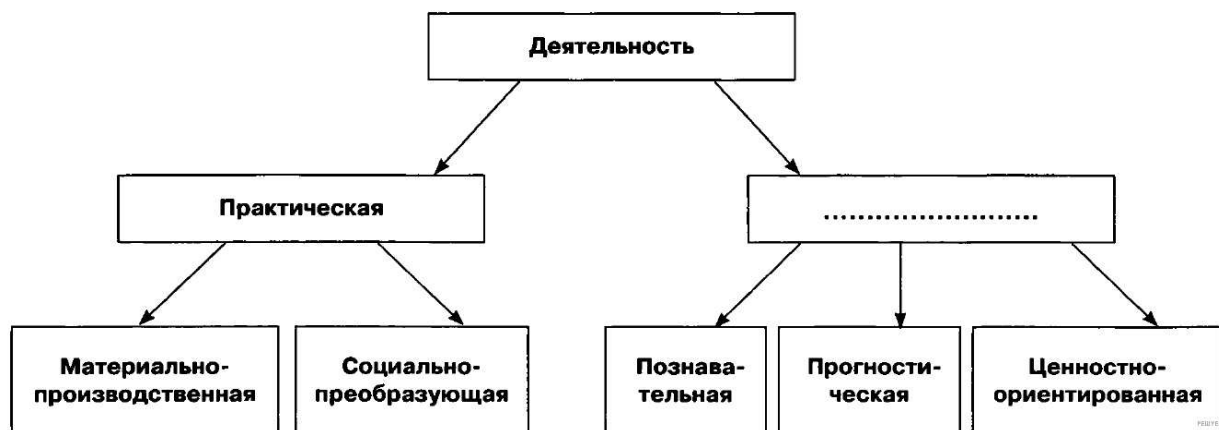 Деятельность
Практическая
..........................
Материально-
производственная
Социально-
преобразующая
Познава-
тельная
Прогности-
ческая
Ценностно-
ориентированная